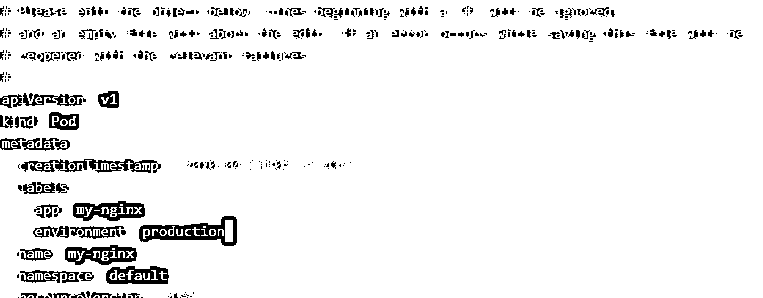 # Please edit the object below. Lines beginning with a '#' will be ignored,
# and an empty file will abort the edit. If an error occurs while saving this file will be
# reopened with the relevant failures.
#
apiVersion v1
kind Pod
metadata
creationTimestamp
labels
app my-nginx
environment production
name my-nginx
namespace default
resourceVersion